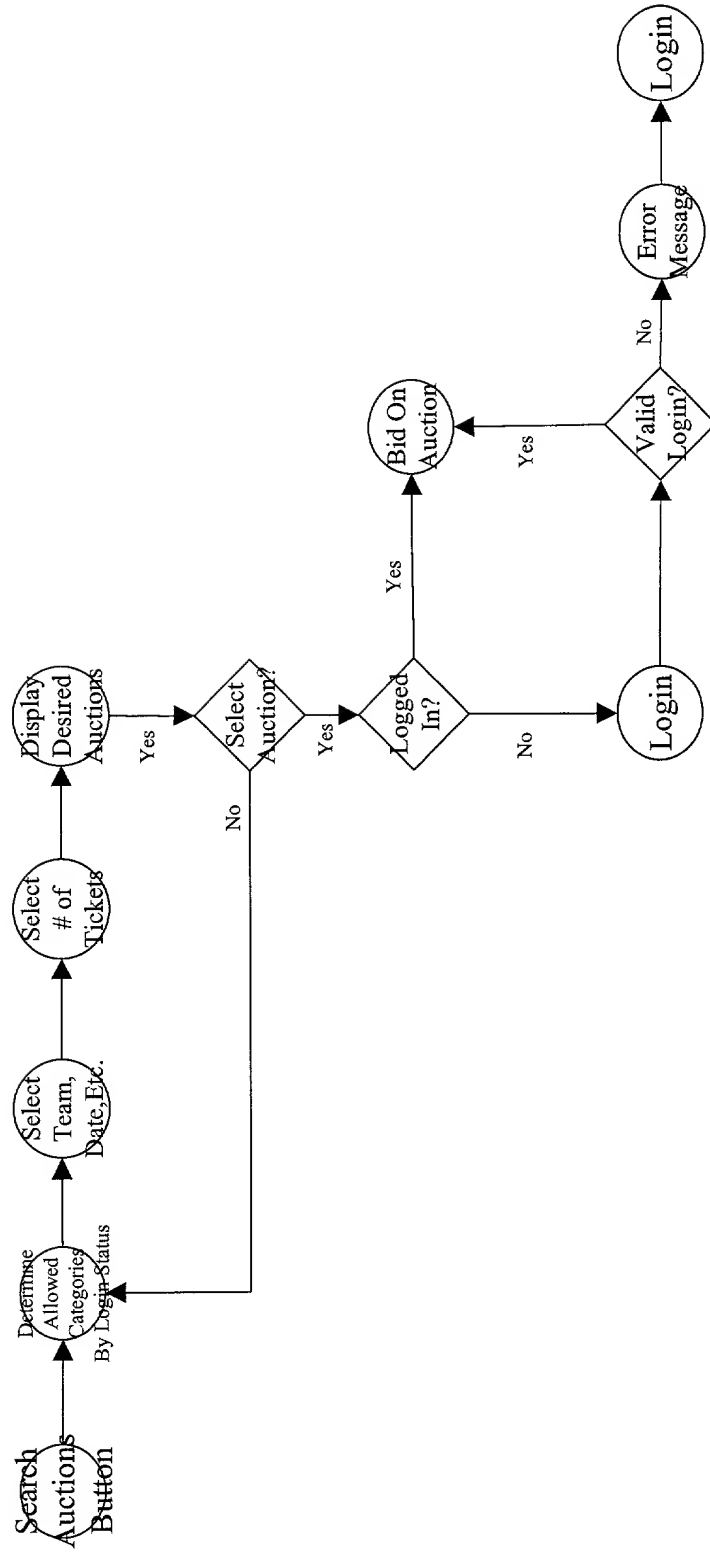 Search
Auctions
Button
Determine
Allowed
Categories
By Login Status
Select
Team,
Date,Etc.
Select
# of
Tickets
Display
Desired
Auctions
Yes
No
Select
Auction?
Yes
Logged
In?
Yes
Bid On
Auction
No
Yes
Login
Valid
Login?
No
Error
Message
Login